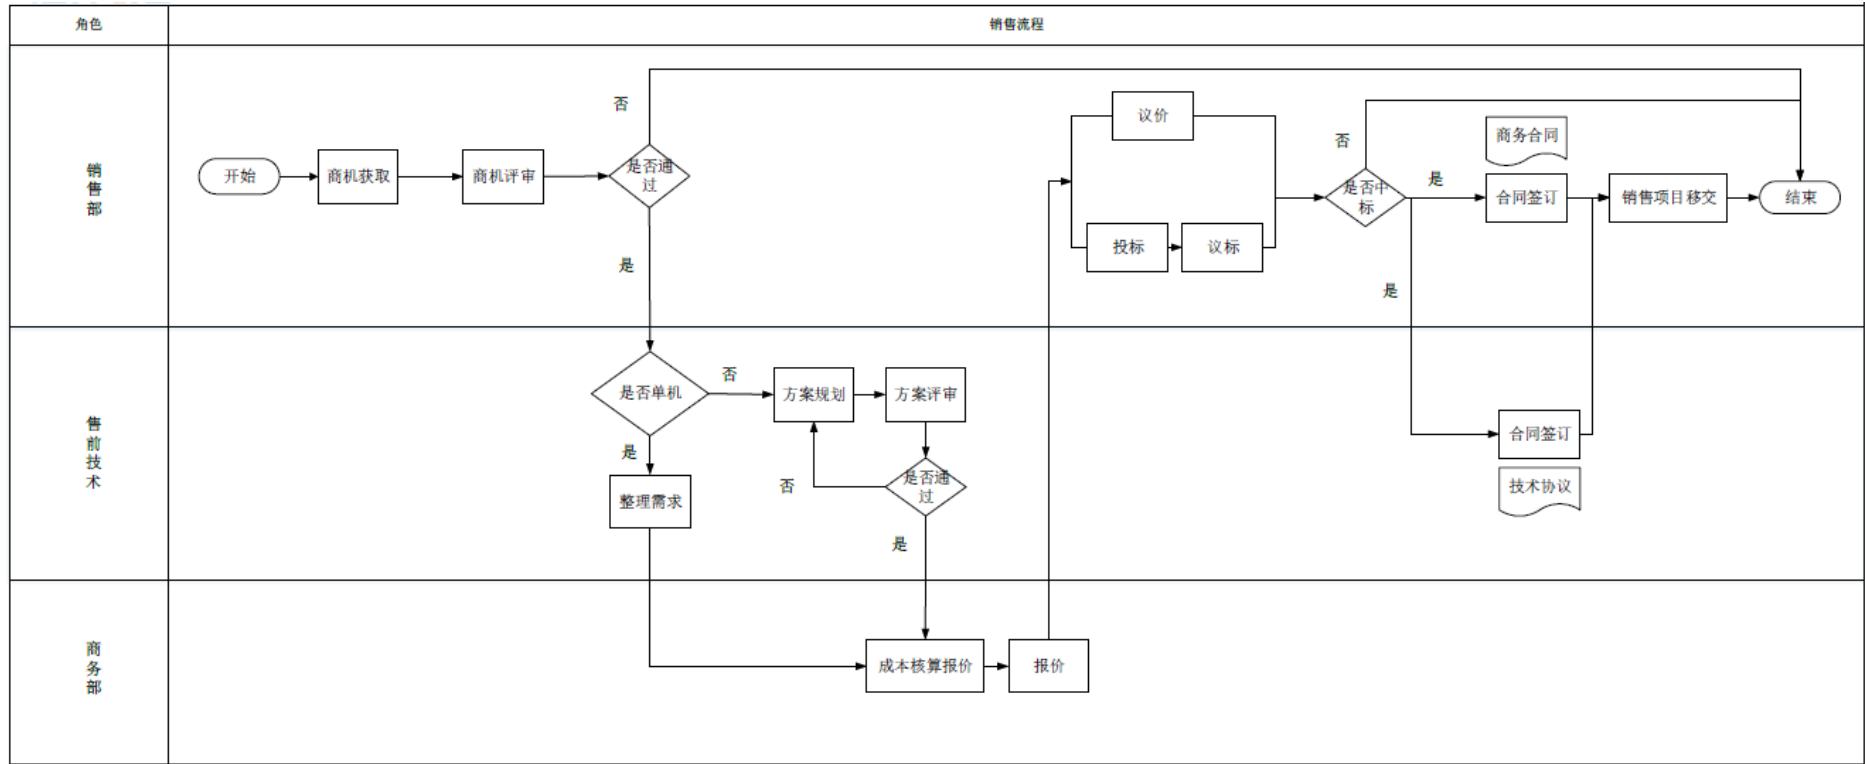 角色
销售流程
销售部
开始
商机获取
商机评审
是否通
过
否
是
议价
投标
议标
是否中
标
否
是
是
商务合同
合同签订
销售项目移交
结束
售前技术
是否单机
否
是
方案规划
方案评审
是否通
过
否
是
整理需求
合同签订
技术协议
商务部
成本核算报价
报价